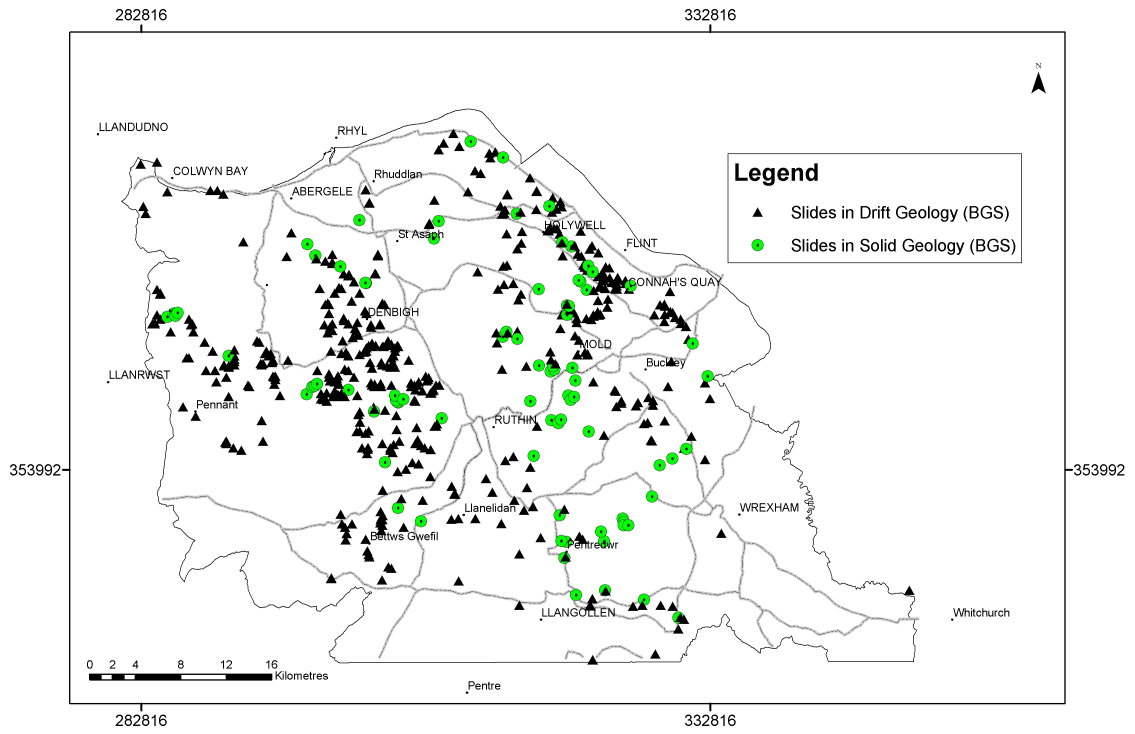 282816
332816
N
LLANDUDNO
RHYL
COLWYN BAY
Rhuddlan
ABERGELE
Legend
Slides in Drift Geology (BGS)
Slides in Solid Geology (BGS)
St Asaph
HOLYWELL
FLINT
CONNAH'S QUAY
DENBIGH
MOLD
Buckley
LLANRWST
Pennant
RUTHIN
353992
353992
Llanelidan
WREXHAM
Bettws Gwefil
Pentredwr
LLANGOLLEN
Whitchurch
0 2 4 8 12 16
Kilometres
Pentre
282816
332816